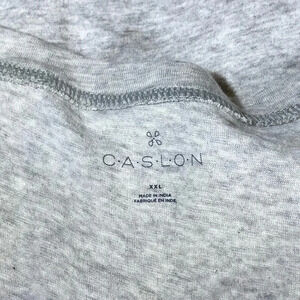 C·A·S·L·O·N
XXL
MADE IN INDIA
FABRIQUÉ EN INDE